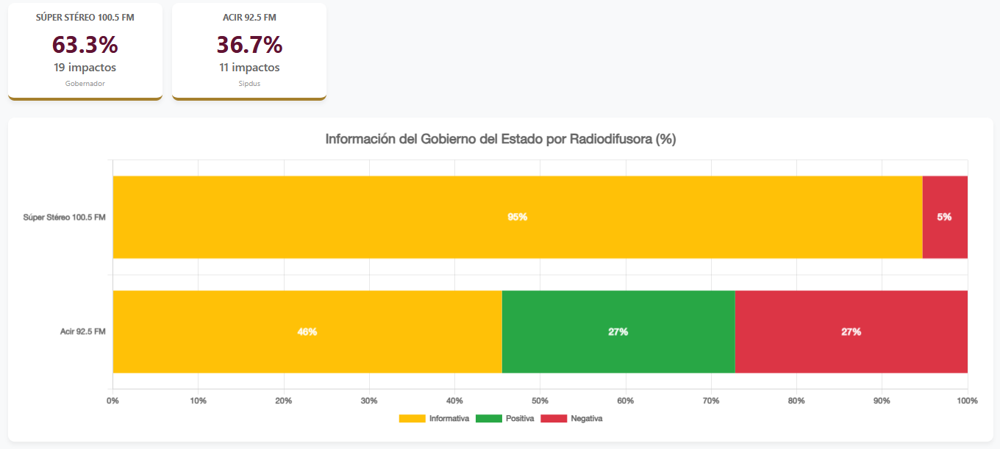 SÚPER STÉREO 100.5 FM
63.3%
19 impactos
Gobernador
ACIR 92.5 FM
36.7%
11 impactos
Sipdus
Información del Gobierno del Estado por Radiodifusora (%)
Súper Stéreo 100.5 FM
95%
5%
Acir 92.5 FM
46%
27%
27%
0% 10% 20% 30% 40% 50% 60% 70% 80% 90% 100%
Informativa Positiva Negativa